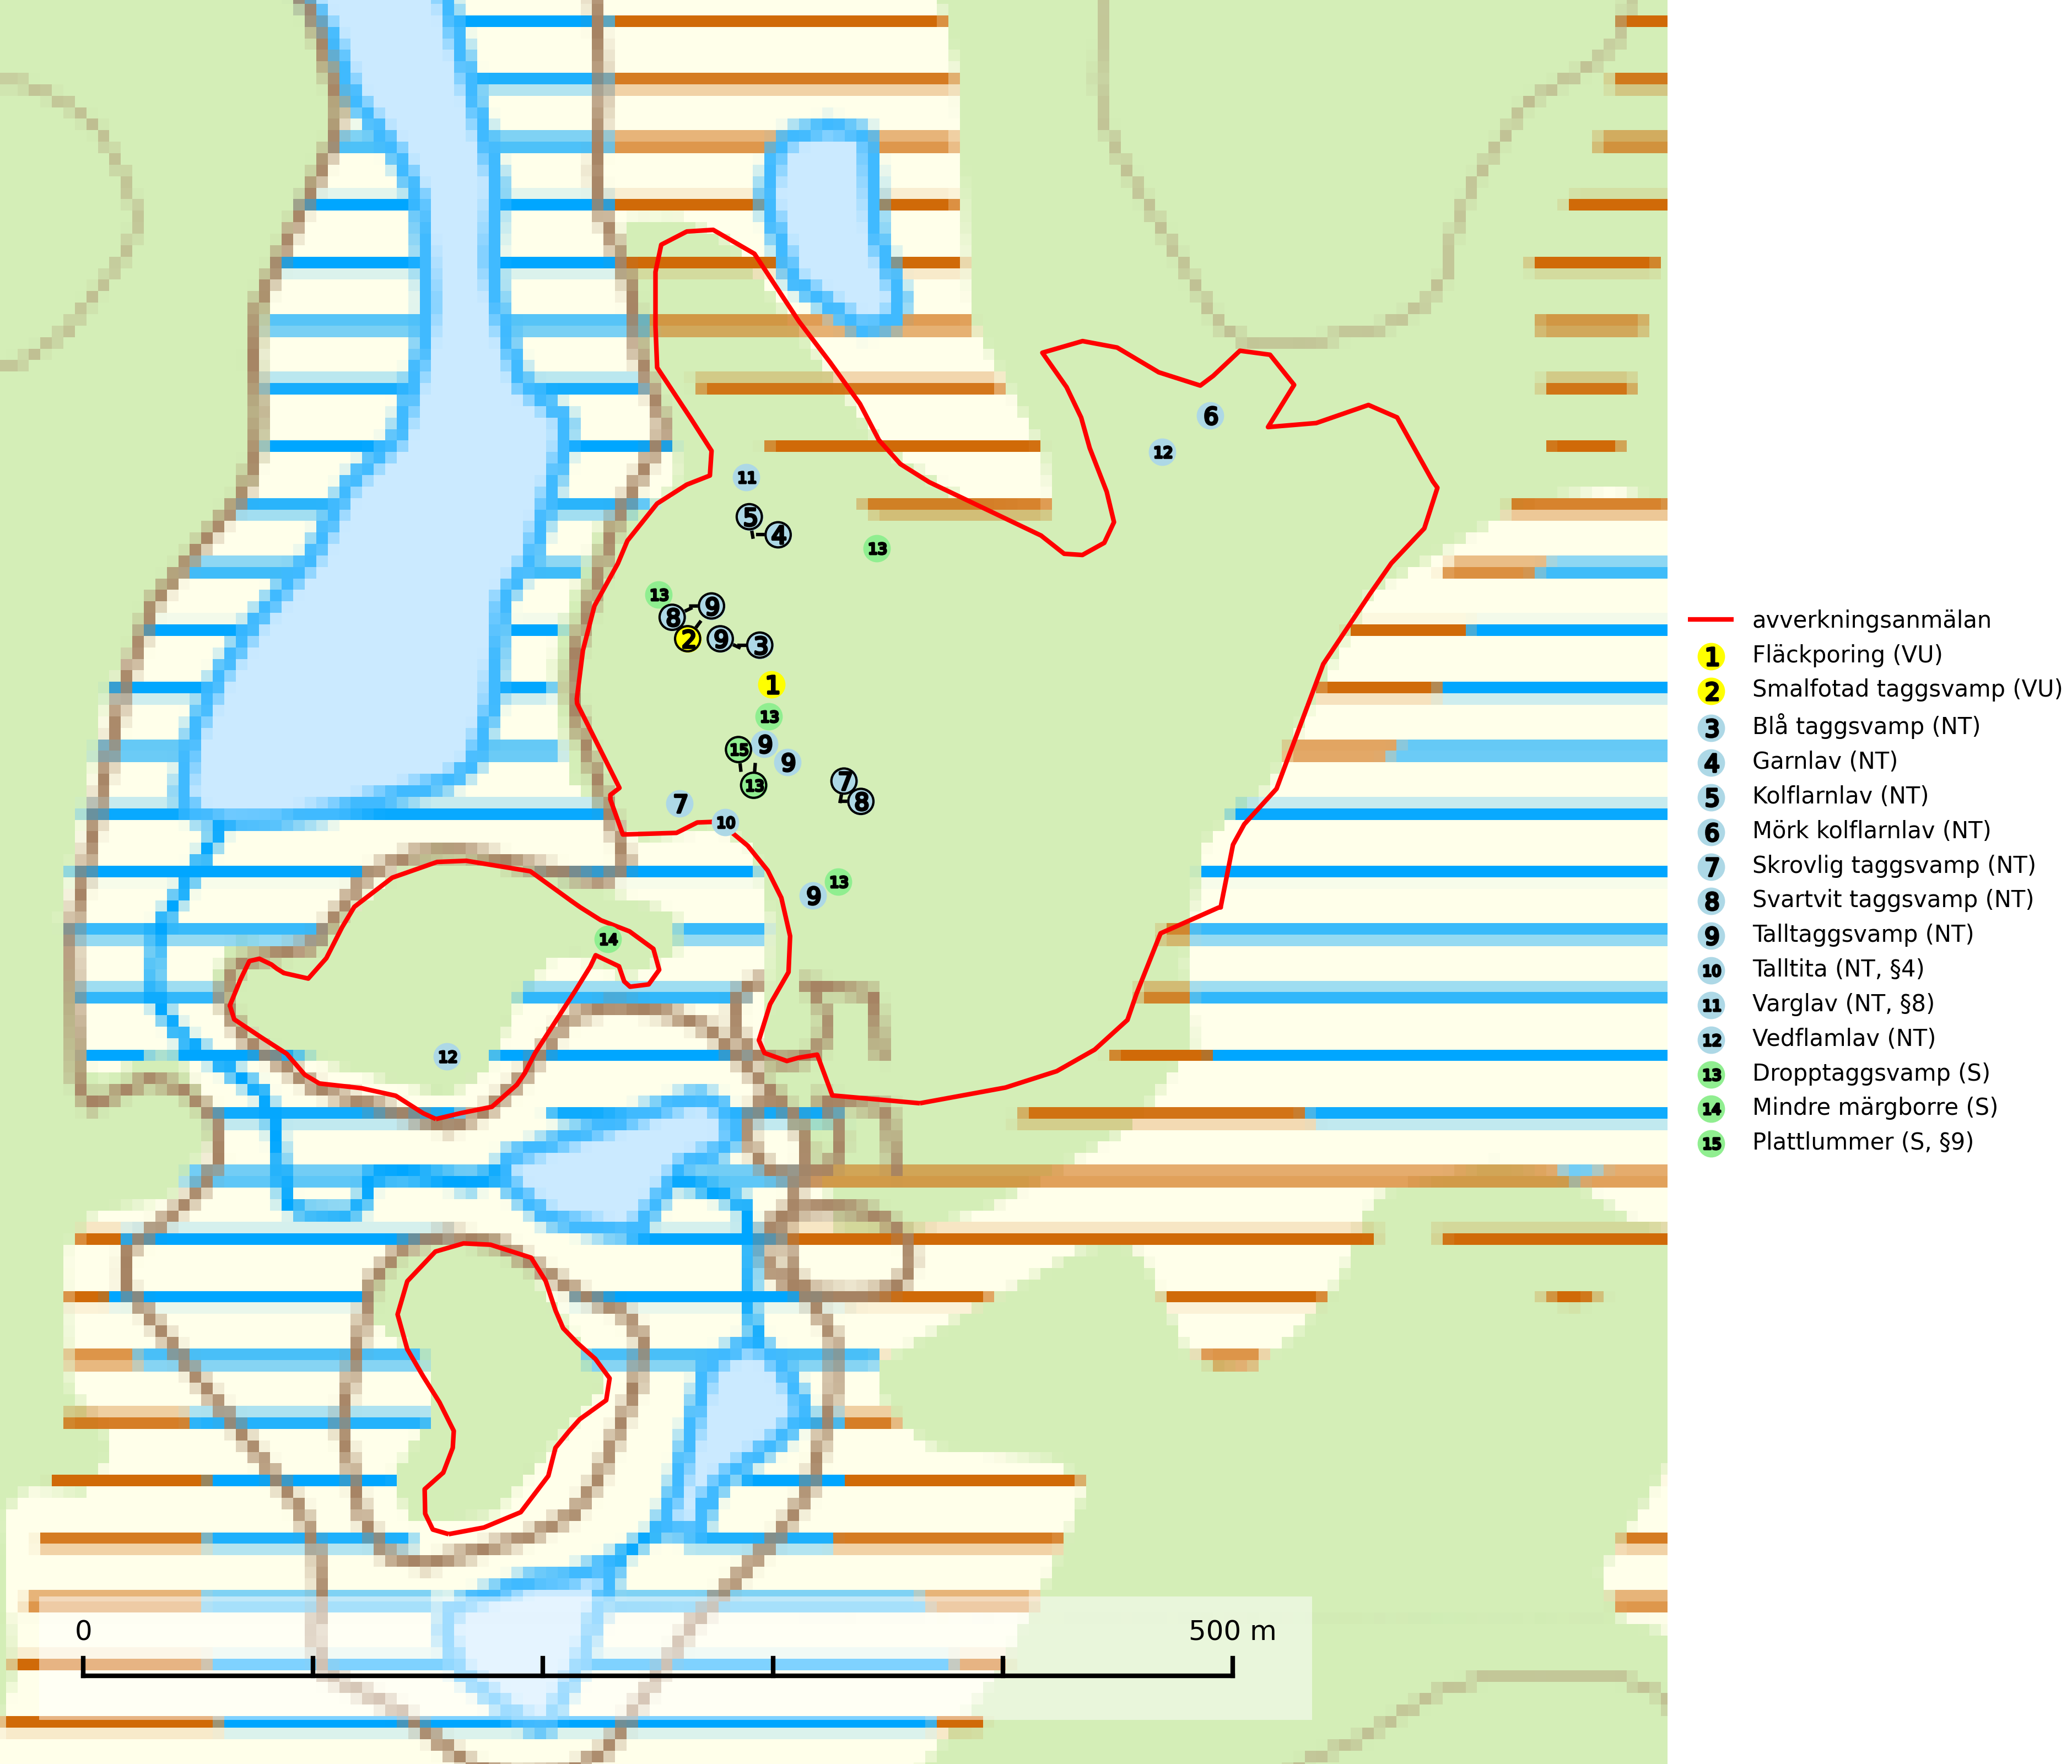 6
12
11
5
4
13
13
9
8
2
9
3
1
13
9
15
9
13
7
8
7
10
13
9
14
12
0
500 m
avverkningsanmälan
1 Fläckporing (VU)
2 Smalfotad taggsvamp (VU)
3 Blå taggsvamp (NT)
4 Garnlav (NT)
5 Kolflarnlav (NT)
6 Mörk kolflarnlav (NT)
7 Skrovlig taggsvamp (NT)
8 Svartvit taggsvamp (NT)
9 Talltaggsvamp (NT)
10 Talltita (NT, §4)
11 Varglav (NT, §8)
12 Vedflamlav (NT)
13 Dropptaggsvamp (S)
14 Mindre märgborre (S)
15 Plattlummer (S, §9)